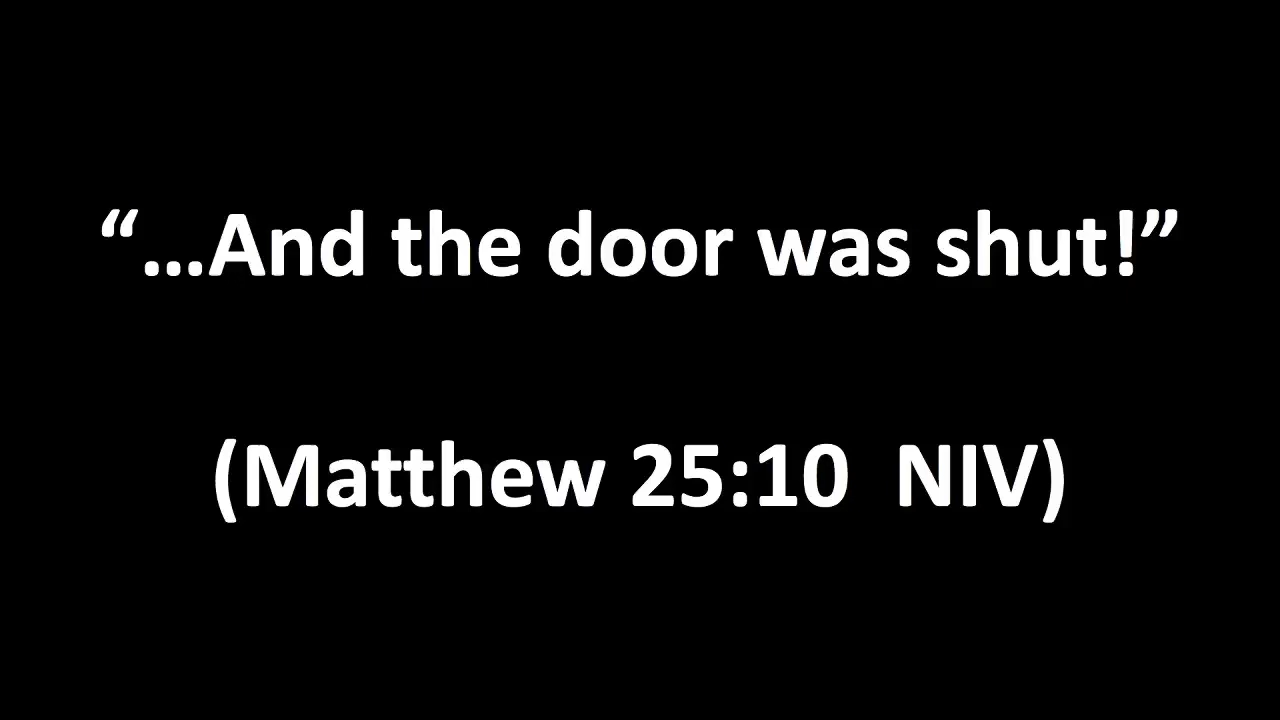 “…And the door was shut!”
(Matthew 25:10  NIV)